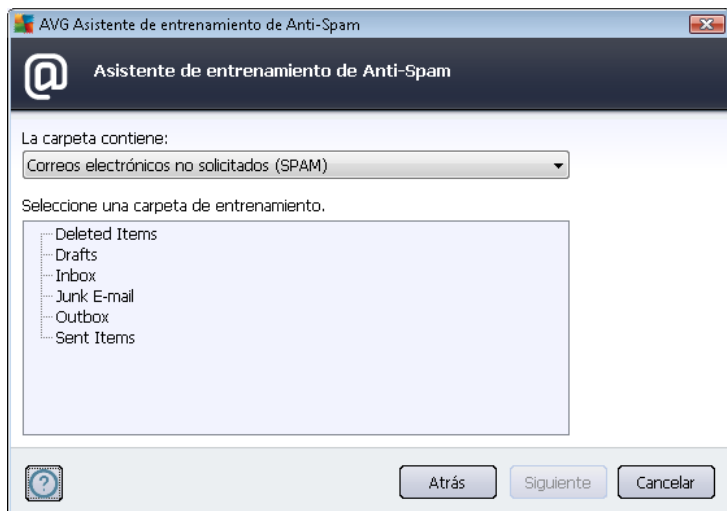 AVG Asistente de entrenamiento de Anti-Spam
Asistente de entrenamiento de Anti-Spam
La carpeta contiene:
Correos electrónicos no solicitados (SPAM)
Seleccione una carpeta de entrenamiento.
Deleted Items
Drafts
Inbox
Junk E-mail
Outbox
Sent Items
Atrás Siguiente Cancelar